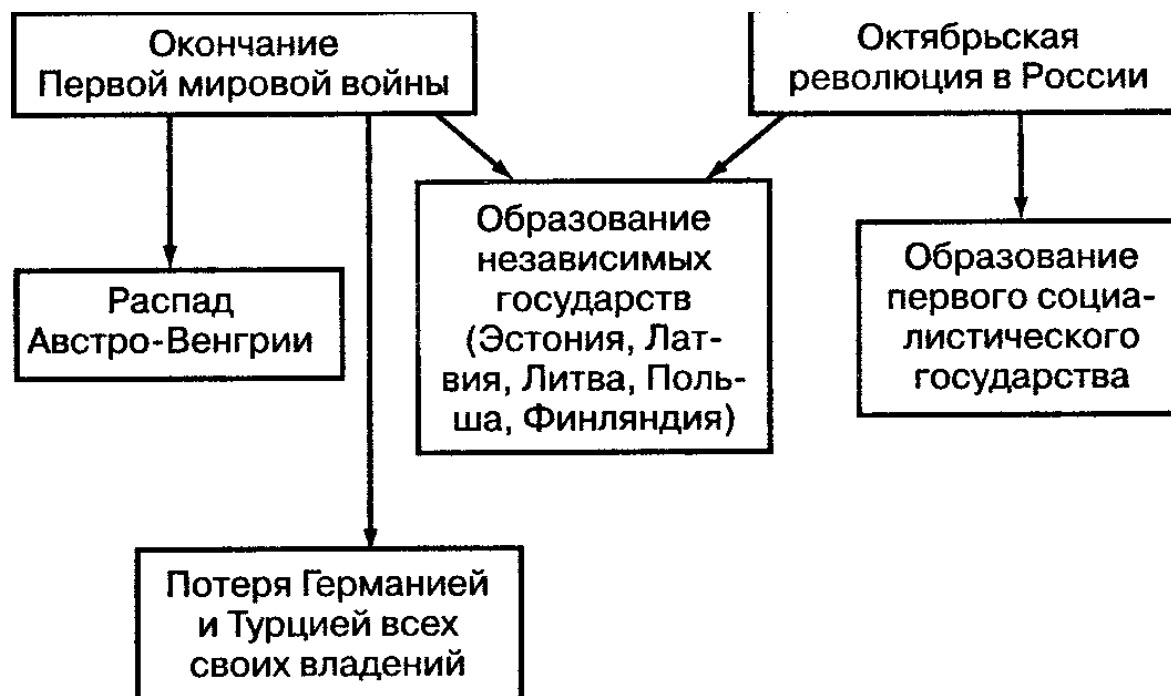 Окончание
Первой мировой войны
Октябрьская
революция в России
Распад
Австро-Венгрии
Образование
независимых
государств
(Эстония, Лат-
вия, Литва, Поль-
ша, Финляндия)
Образование
первого социа-
листического
государства
Потеря Германией
и Турцией всех
своих владений